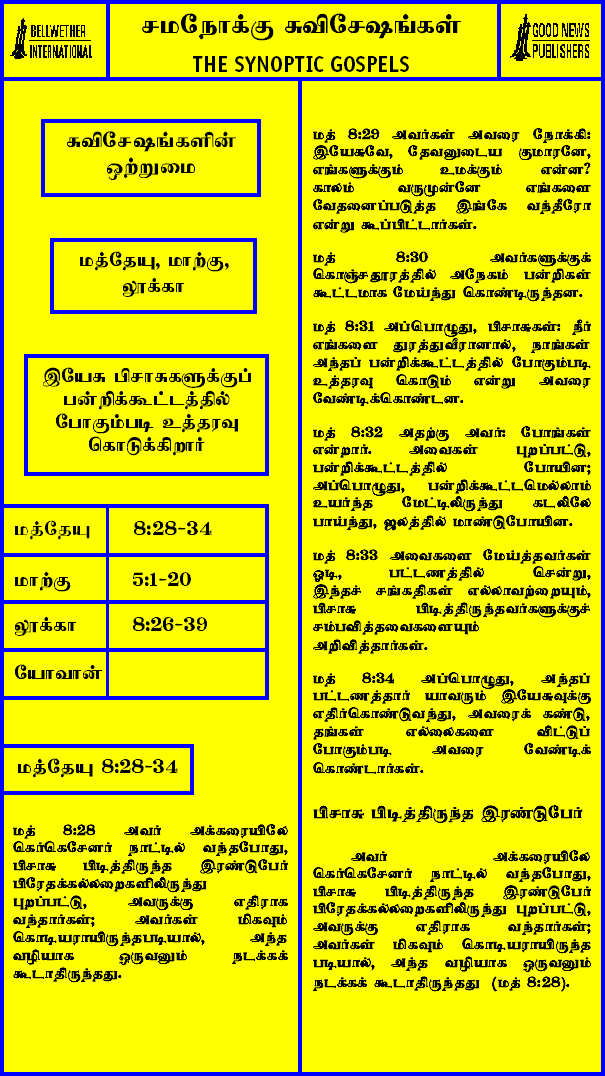 BELLWETHER
INTERNATIONAL
சமநோக்கு சுவிசேஷங்கள்
THE SYNOPTIC GOSPELS
GOOD NEWS
PUBLISHERS
சுவிசேஷங்களின்
ஒற்றுமை
மத்தேயு, மாற்கு,
லூக்கா
இயேசு பிசாசுகளுக்குப்
பன்றிக்கூட்டத்தில்
போகும்படி உத்தரவு
கொடுக்கிறார்
மத்தேயு 8:28-34
மாற்கு 5:1-20
லூக்கா 8:26-39
யோவான்
மத்தேயு 8:28-34
மத் 8:28 அவர் அக்கரையிலே
கெர்கெசேனர் நாட்டில் வந்தபோது,
பிசாசு பிடித்திருந்த இரண்டுபேர்
பிரேதக்கல்லறைகளிலிருந்து
புறப்பட்டு, அவருக்கு எதிராக
வந்தார்கள்; அவர்கள் மிகவும்
கொடியராயிருந்தபடியால், அந்த
வழியாக ஒருவனும் நடக்கக்
கூடாதிருந்தது.
மத் 8:29 அவர்கள் அவரை நோக்கி:
இயேசுவே, தேவனுடைய குமாரனே,
எங்களுக்கும் உமக்கும் என்ன?
காலம் வருமுன்னே எங்களை
வேதனைப்படுத்த இங்கே வந்தீரோ
என்று கூப்பிட்டார்கள்.
மத் 8:30 அவர்களுக்குக்
கொஞ்சதூரத்தில் அநேகம் பன்றிகள்
கூட்டமாக மேய்ந்து கொண்டிருந்தன.
மத் 8:31 அப்பொழுது, பிசாசுகள்: நீர்
எங்களை துரத்துவீரானால், நாங்கள்
அந்தப் பன்றிக்கூட்டத்தில் போகும்படி
உத்தரவு கொடும் என்று அவரை
வேண்டிக்கொண்டன.
மத் 8:32 அதற்கு அவர்: போங்கள்
என்றார். அவைகள் புறப்பட்டு,
பன்றிக்கூட்டத்தில் போயின;
அப்பொழுது, பன்றிக்கூட்டமெல்லாம்
உயர்ந்த மேட்டிலிருந்து கடலிலே
பாய்ந்து, ஜலத்தில் மாண்டுபோயின.
மத் 8:33 அவைகளை மேய்த்தவர்கள்
ஓடி, பட்டணத்தில் சென்று,
இந்தச் சங்கதிகள் எல்லாவற்றையும்,
பிசாசு பிடித்திருந்தவர்களுக்குச்
சம்பவித்தவைகளையும்
அறிவித்தார்கள்.
மத் 8:34 அப்பொழுது, அந்தப்
பட்டணத்தார் யாவரும் இயேசுவுக்கு
எதிர்கொண்டுவந்து, அவரைக் கண்டு,
தங்கள் எல்லைகளை விட்டுப்
போகும்படி அவரை வேண்டிக்
கொண்டார்கள்.
பிசாசு பிடித்திருந்த இரண்டுபேர்
அவர் அக்கரையிலே
கெர்கெசேனர் நாட்டில் வந்தபோது,
பிசாசு பிடித்திருந்த இரண்டுபேர்
பிரேதக்கல்லறைகளிலிருந்து புறப்பட்டு,
அவருக்கு எதிராக வந்தார்கள்;
அவர்கள் மிகவும் கொடியராயிருந்த
படியால், அந்த வழியாக ஒருவனும்
நடக்கக் கூடாதிருந்தது (மத் 8:28).